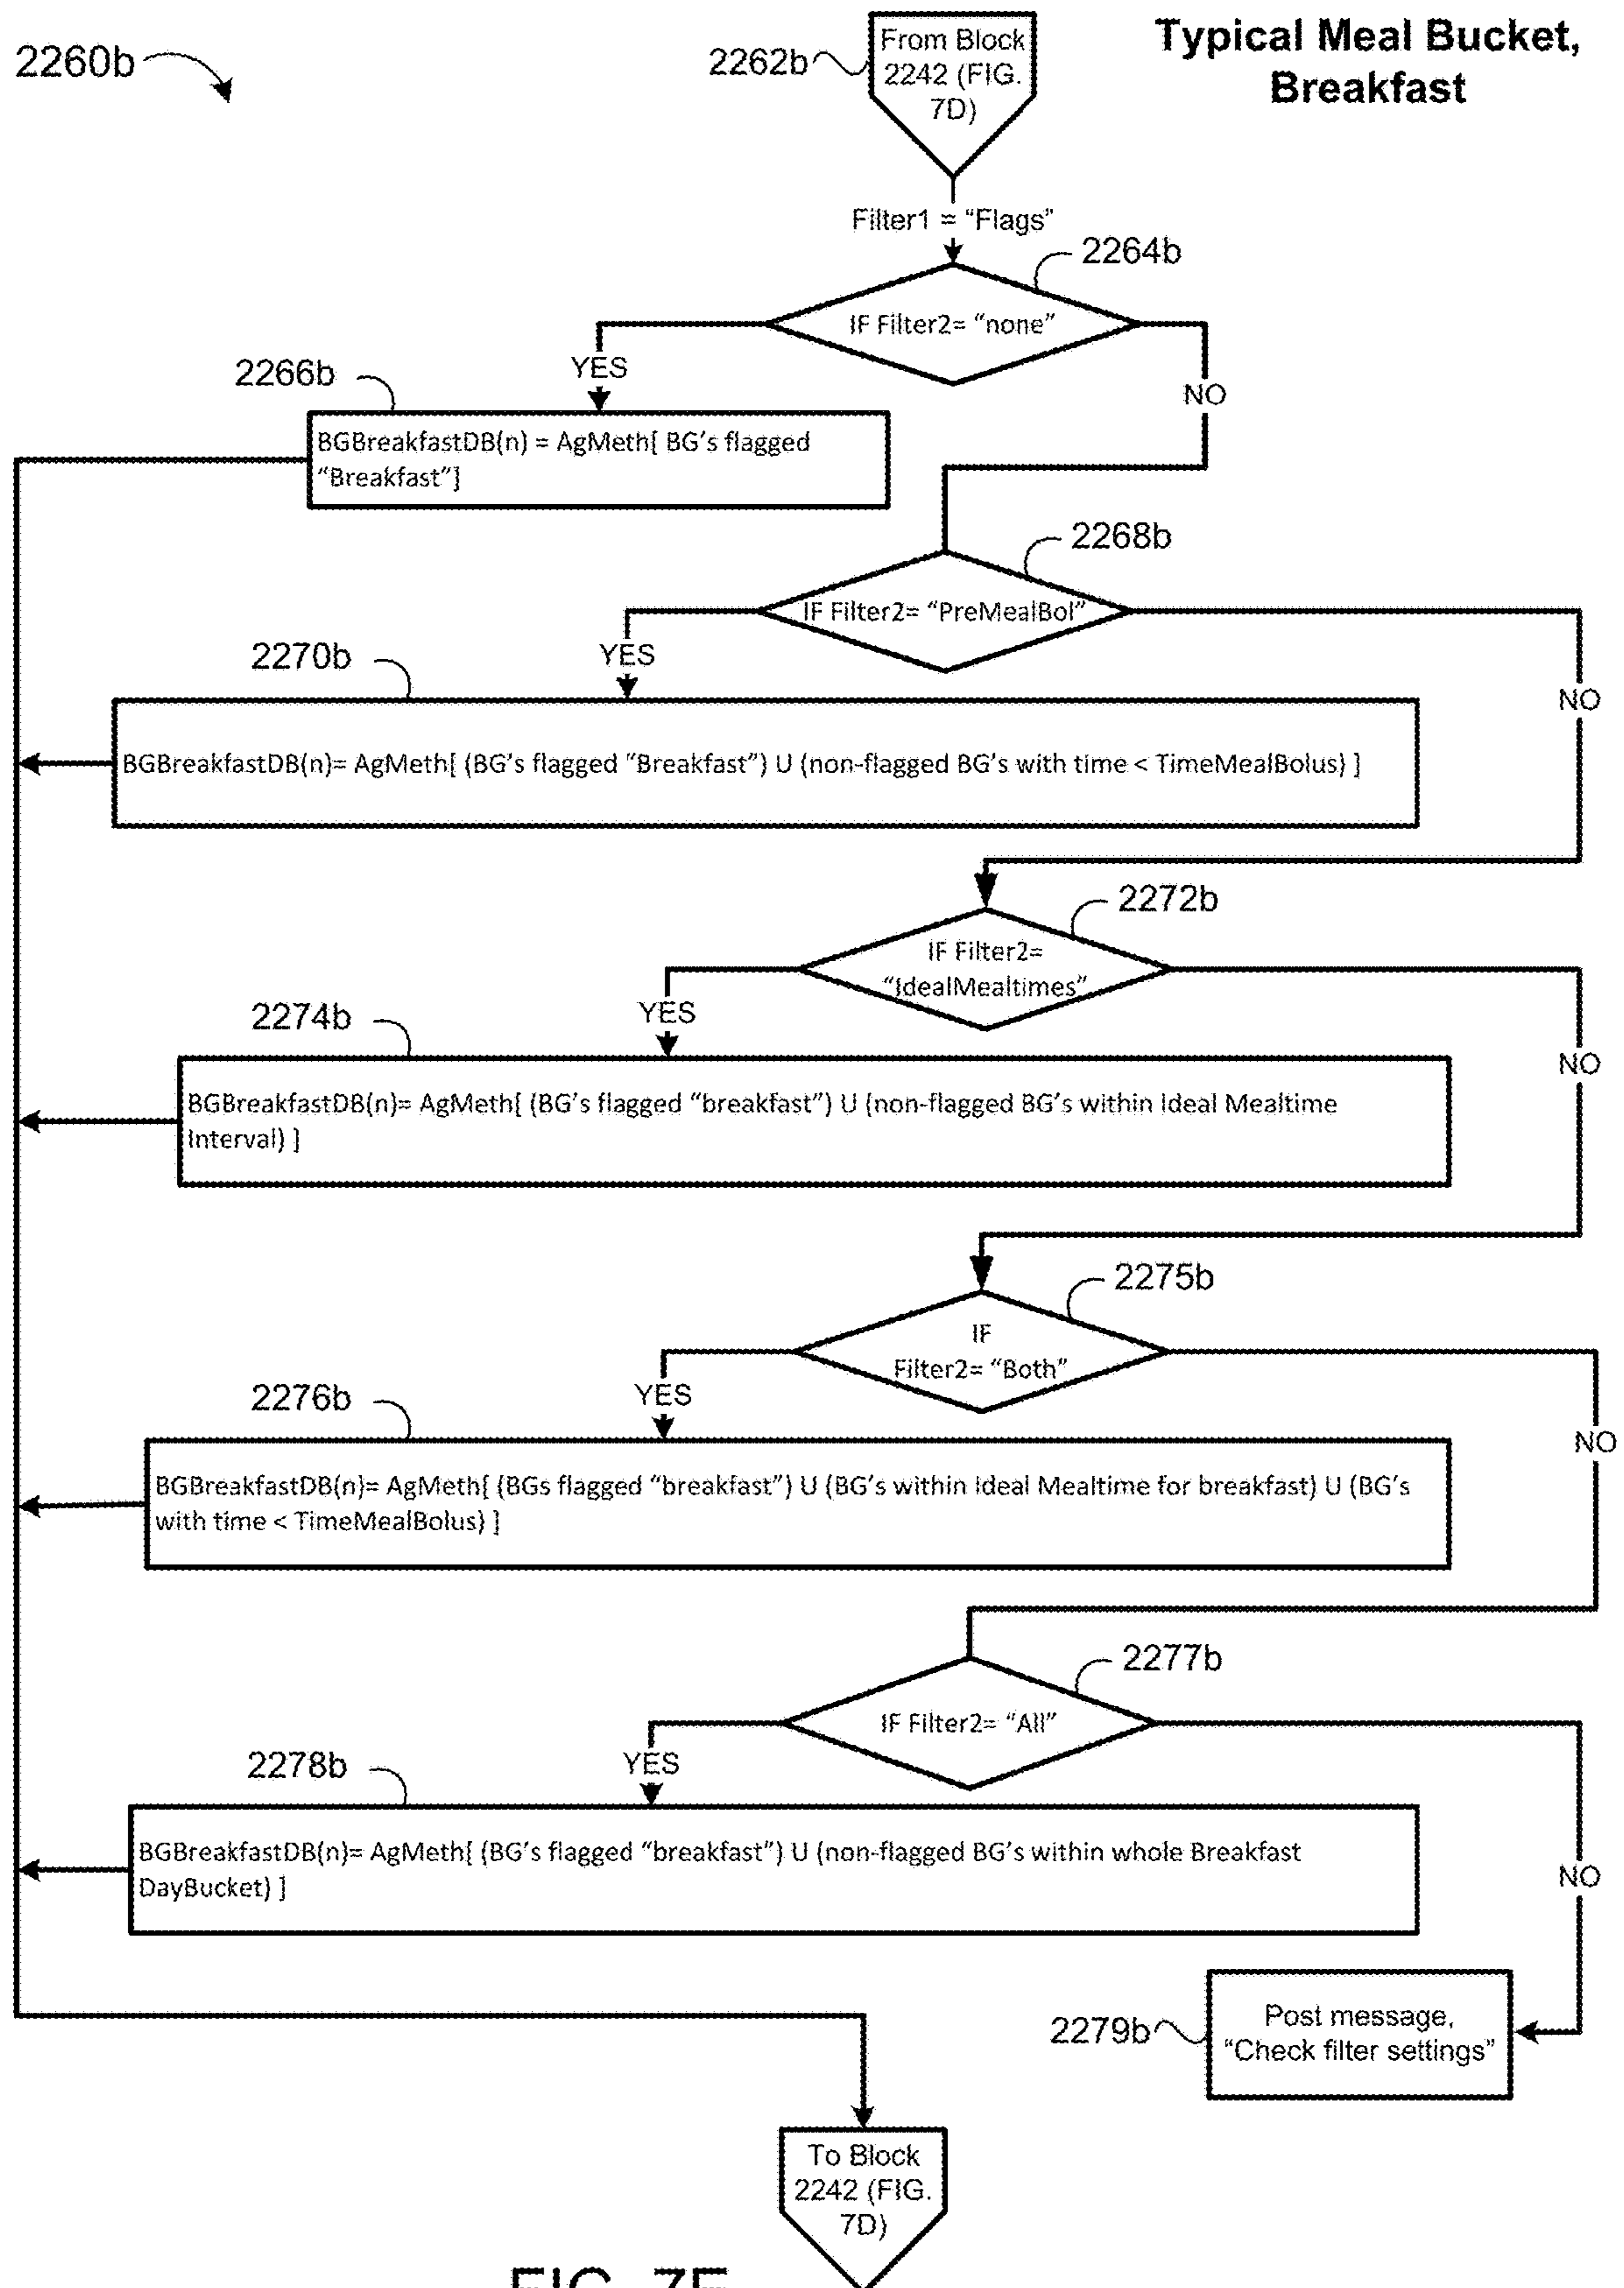 2260b
2262b
From Block
2242 (FIG.
7D)
Typical Meal Bucket,
Breakfast
Filter1 = “Flags”
2264b
IF Filter2= “none”
YES
NO
2266b
BGBreakfastDB(n) = AgMeth[ BG's flagged
“Breakfast”]
2268b
IF Filter2= “PreMealBol”
YES
NO
2270b
BGBreakfastDB(n)= AgMeth[ (BG's flagged “Breakfast”) U (non-flagged BG's with time < TimeMealBolus) ]
2272b
IF Filter2=
“IdealMealtimes”
YES
NO
2274b
BGBreakfastDB(n)= AgMeth[ (BG's flagged “breakfast”) U (non-flagged BG's within Ideal Mealtime
Interval) ]
2275b
IF
Filter2= “Both”
YES
NO
2276b
BGBreakfastDB(n)= AgMeth[ (BGs flagged “breakfast”) U (BG's within Ideal Mealtime for breakfast) U (BG's
with time < TimeMealBolus) ]
2277b
IF Filter2= “All”
YES
NO
2278b
BGBreakfastDB(n)= AgMeth[ (BG's flagged “breakfast”) U (non-flagged BG's within whole Breakfast
DayBucket) ]
2279b
Post message,
“Check filter settings”
To Block
2242 (FIG.
7D)
FIG.